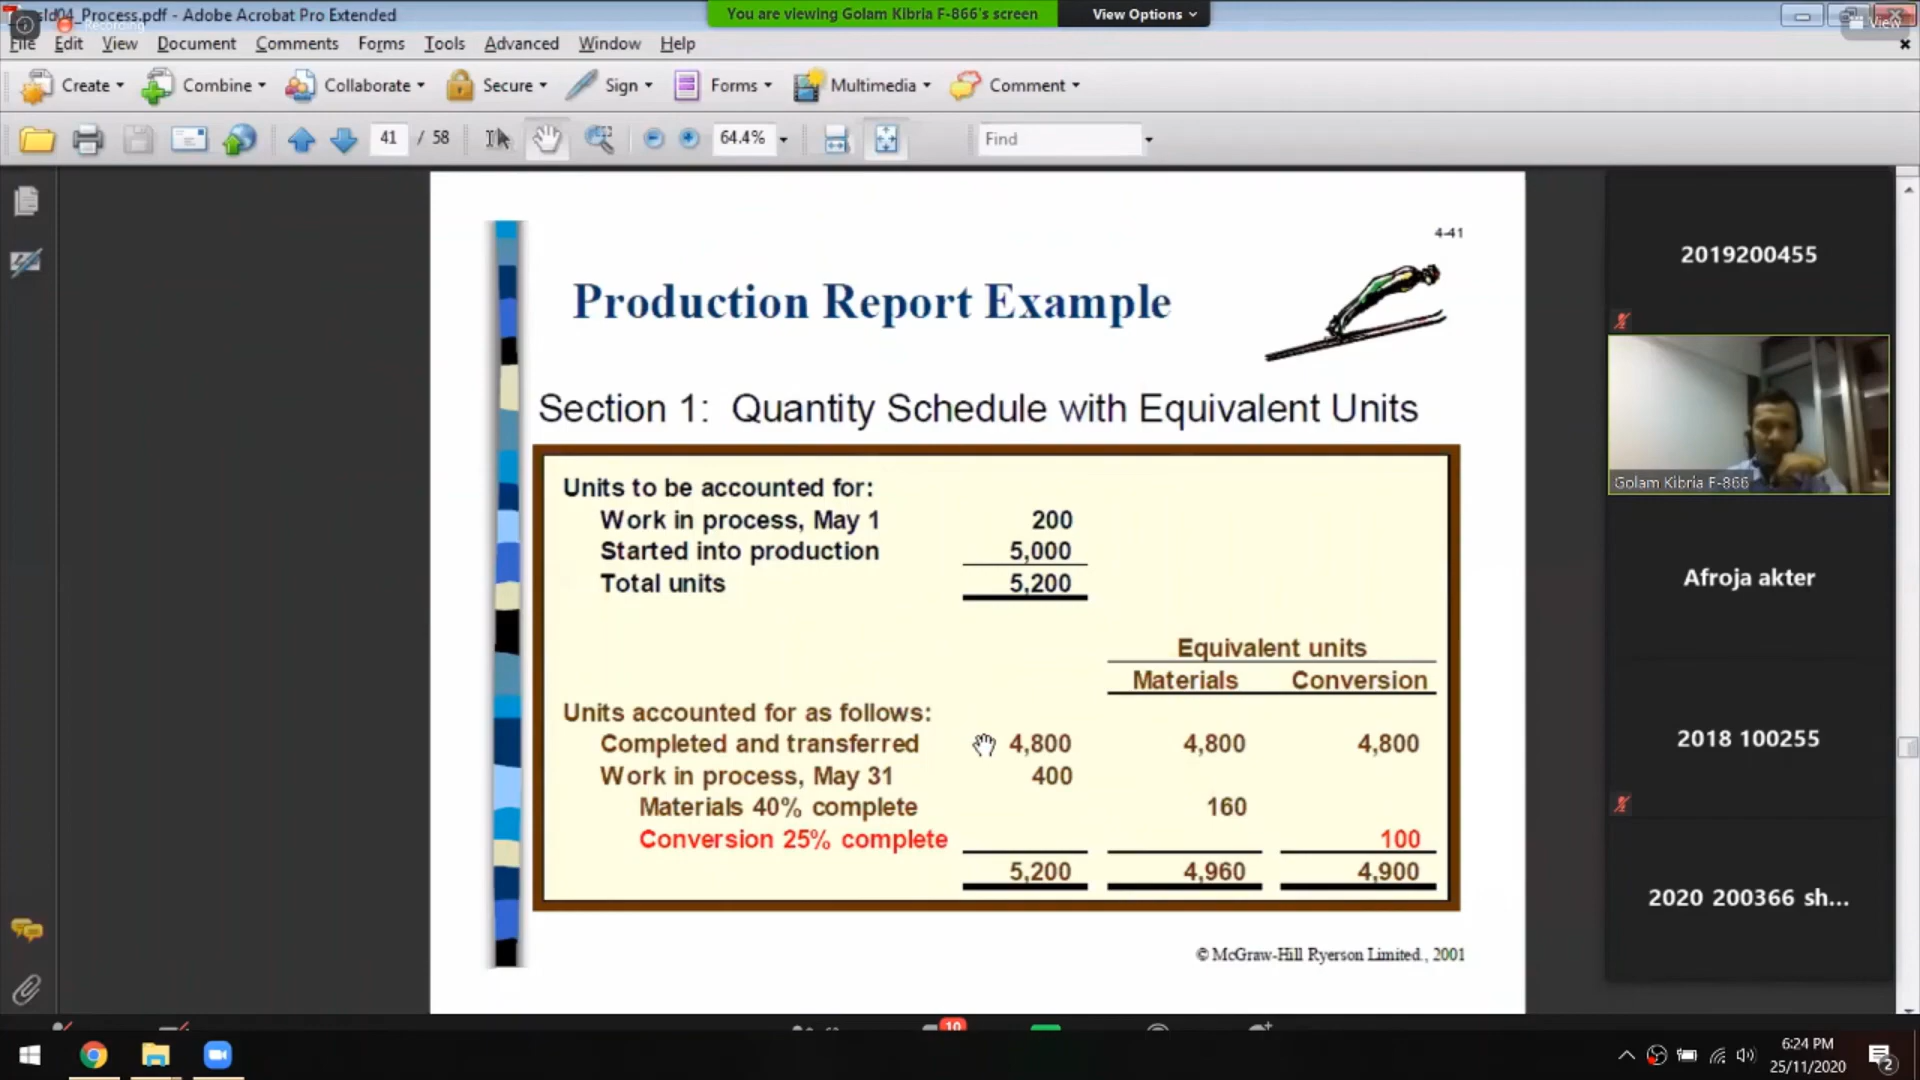 sld04_Process.pdf - Adobe Acrobat Pro Extended
Recording
You are viewing Golam Kibria F-866's screen
View Options
View
File Edit View Document Comments Forms Tools Advanced Window Help
Create Combine Collaborate Secure Sign Forms Multimedia Comment
41 / 58 64.4% Find
4-41
Production Report Example
Section 1: Quantity Schedule with Equivalent Units
Units to be accounted for:
Work in process, May 1 200
Started into production 5,000
Total units 5,200
Equivalent units
Materials Conversion
Units accounted for as follows:
Completed and transferred 4,800 4,800 4,800
Work in process, May 31 400
Materials 40% complete 160
Conversion 25% complete 100
5,200 4,960 4,900
© McGraw-Hill Ryerson Limited., 2001
2019200455
Golam Kibria F-866
Afroja akter
2018 100255
2020 200366 sh...
10
6:24 PM
25/11/2020
2